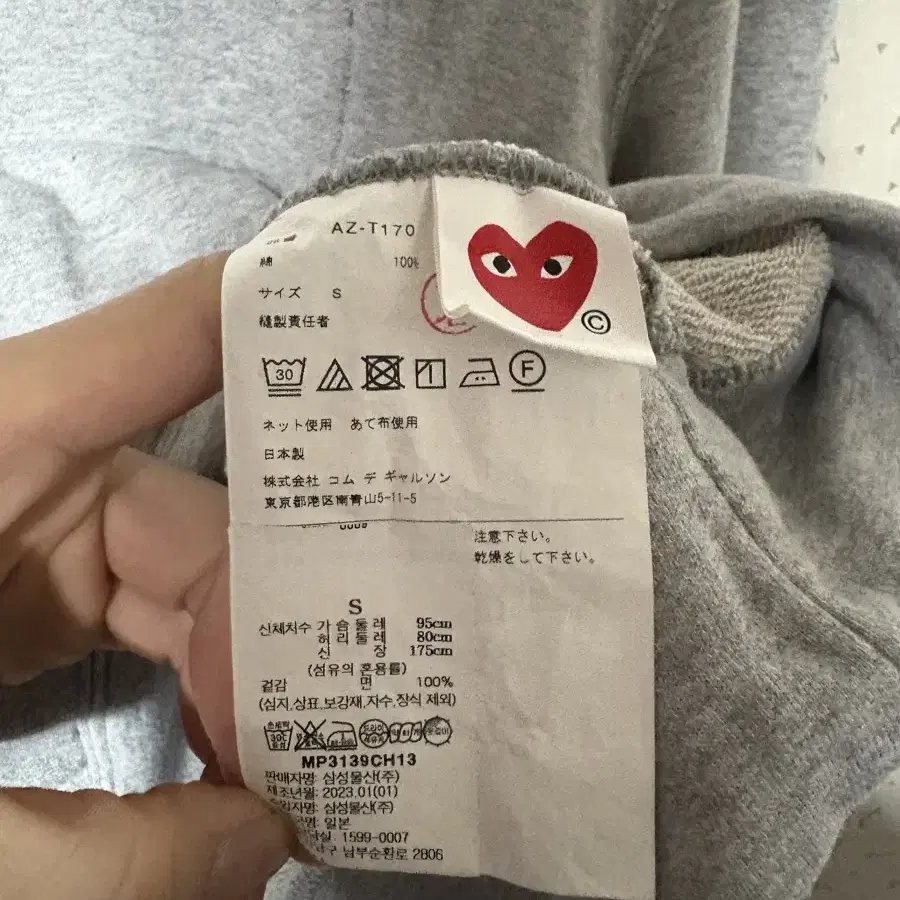 AZ-T170
綿 100%
サイズ S
縫製責任者
©
30
F
ネット使用 あて布使用
日本製
株式会社 コム デ ギャルソン
東京都港区南青山5-11-5
注意下さい。
乾燥をして下さい。
S
신체치수 가슴둘레 95cm
허리둘레 80cm
신 장 175cm
(섬유의 혼용률)
겉감 면 100%
(심지,상표,보강재,자수,장식 제외)
MP3139CH13
판매자명: 삼성물산(주)
제조년월: 2023.01(01)
삼성물산(주)
일본
1599-0007
남부순환로 2806